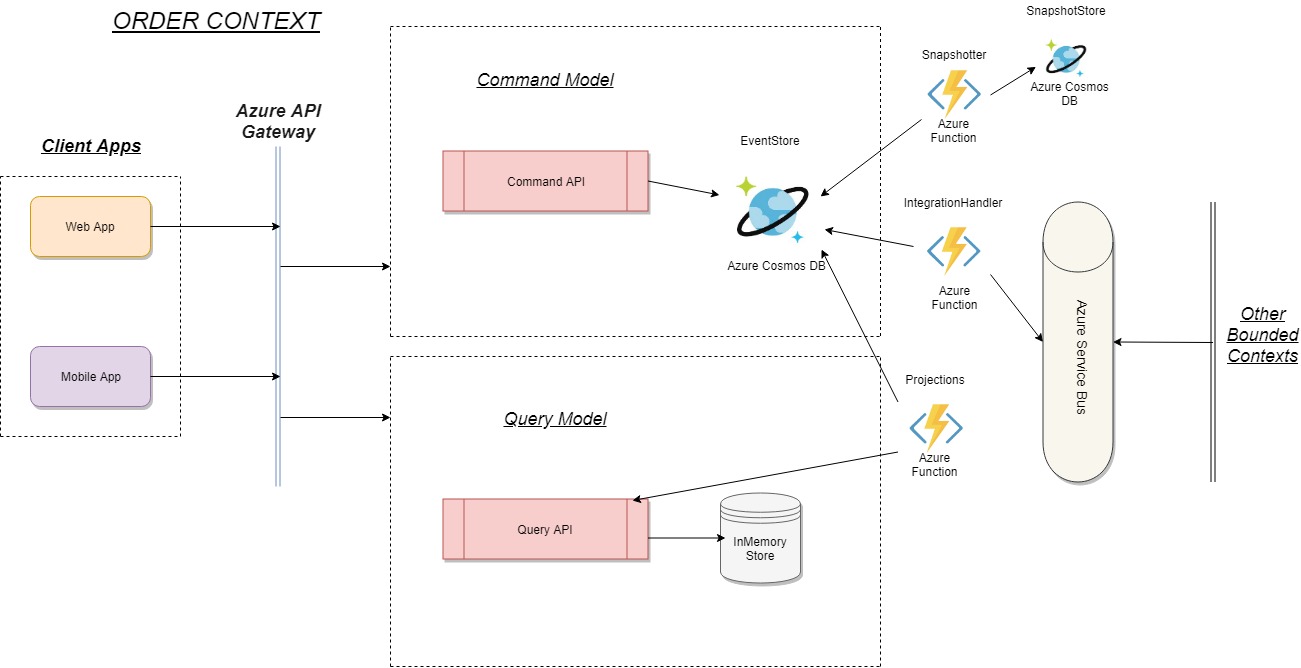 ORDER CONTEXT
SnapshotStore
Azure Cosmos
DB
Snapshotter
Azure
Function
Command Model
Azure API
Gateway
Client Apps
EventStore
Command API
Azure Cosmos DB
Web App
Mobile App
IntegrationHandler
Azure
Function
Azure Service Bus
Other
Bounded
Contexts
Projections
Azure
Function
Query Model
Query API
InMemory
Store